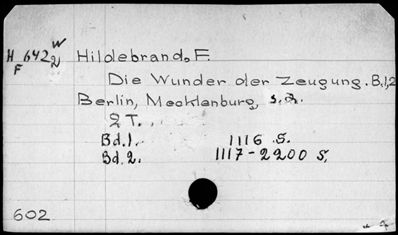 H 642 W
F N
Hildebrand, F.
Die Wunder der Zeugung. B.1,2
Berlin, Mecklenburg, s.a.
2 T.
Bd.1. 1116 S.
Bd.2. 1117-2200 S.
602